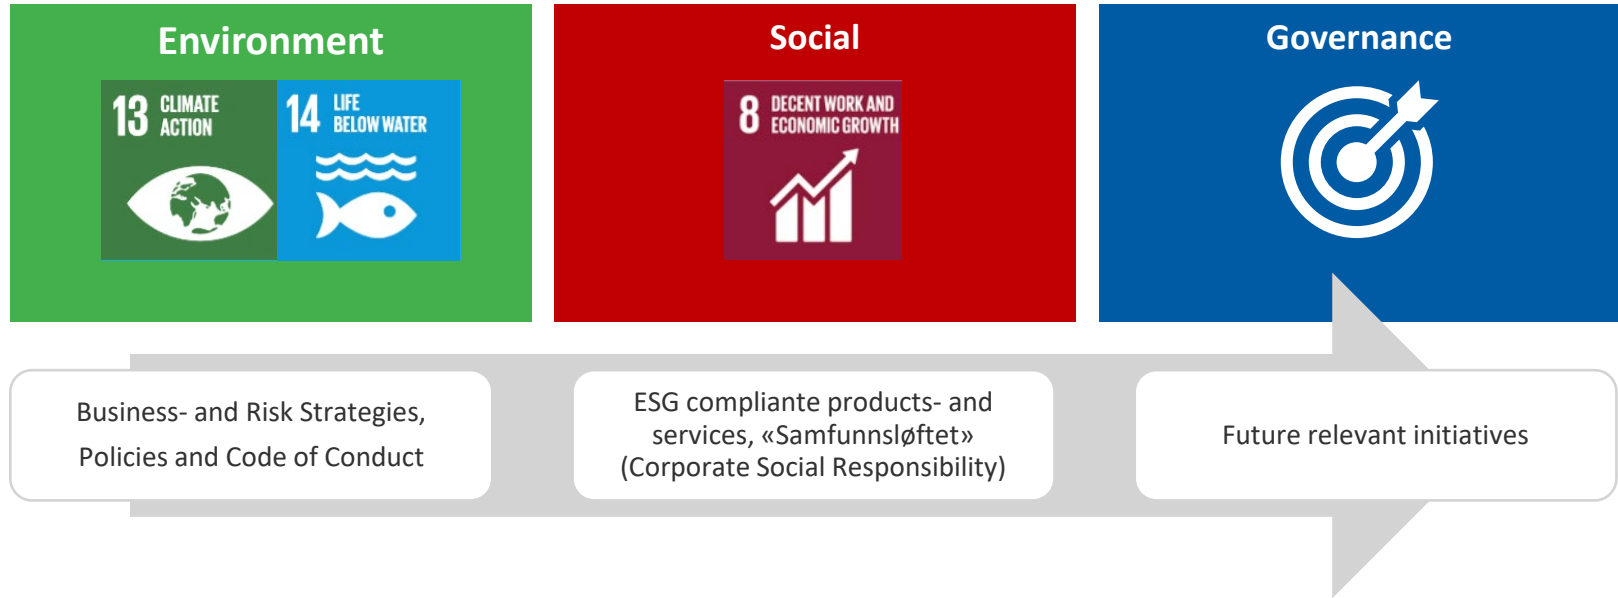 Environment
13 CLIMATE
ACTION
14 LIFE
BELOW WATER
Social
8 DECENT WORK AND
ECONOMIC GROWTH
Governance
Business- and Risk Strategies,
Policies and Code of Conduct
ESG compliante products- and
services, «Samfunnsløftet»
(Corporate Social Responsibility)
Future relevant initiatives